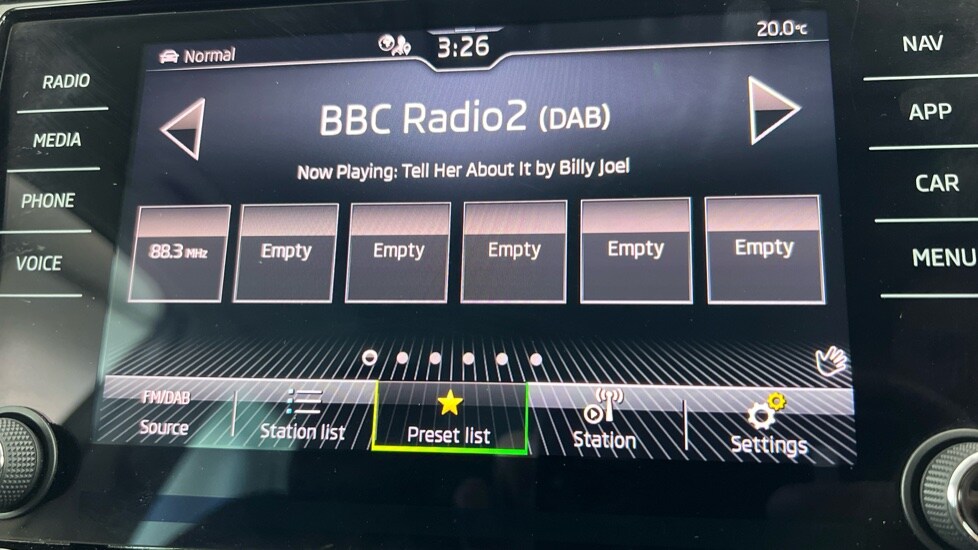 Normal
3:26
20.0°C
RADIO
MEDIA
PHONE
VOICE
BBC Radio2 (DAB)
Now Playing: Tell Her About It by Billy Joel
88.3 MHz
Empty
Empty
Empty
Empty
Empty
FM/DAB
Source
Station list
Preset list
Station
Settings
NAV
APP
CAR
MENU